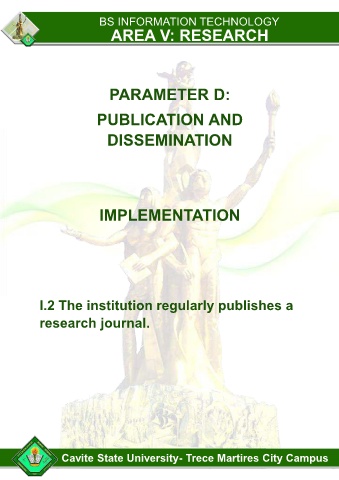 BS INFORMATION TECHNOLOGY
AREA V: RESEARCH
PARAMETER D:
PUBLICATION AND
DISSEMINATION
IMPLEMENTATION
I.2 The institution regularly publishes a
research journal.
Cavite State University- Trece Martires City Campus